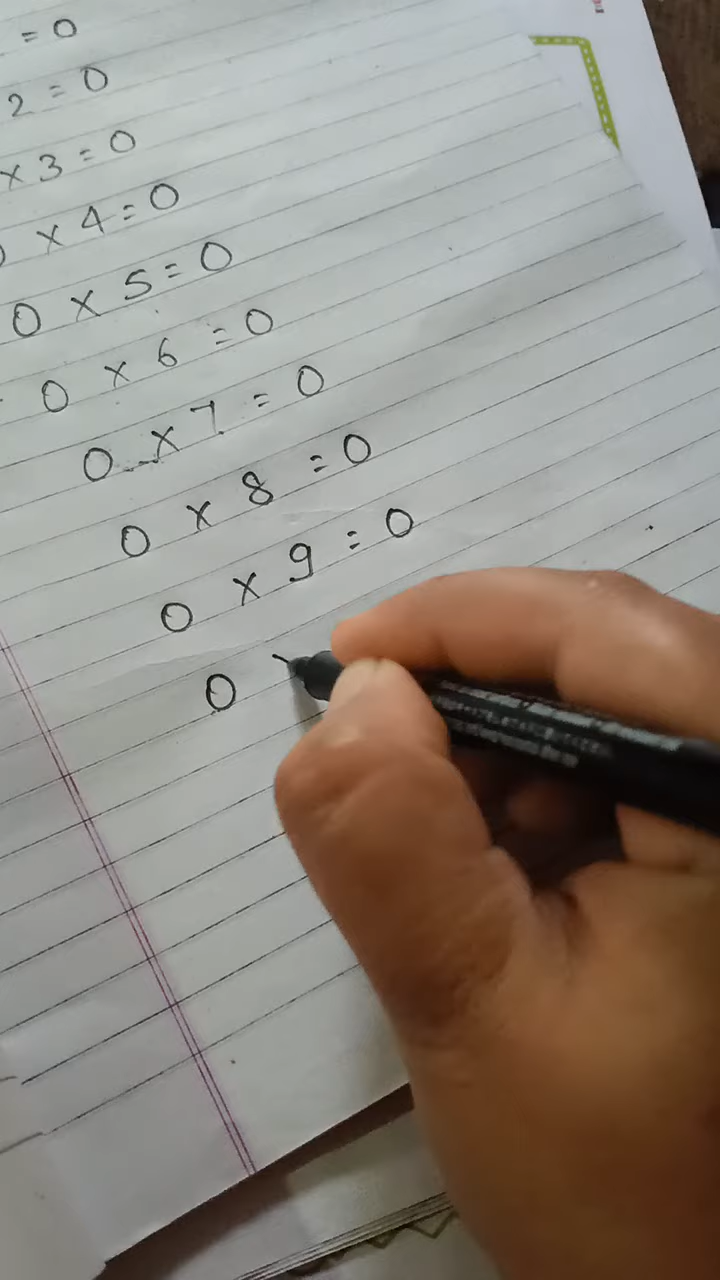 = 0
2 = 0
x 3 = 0
0 x 4 = 0
0 x 5 = 0
0 x 6 = 0
0 x 7 = 0
0 x 8 = 0
0 x 9 = 0
0